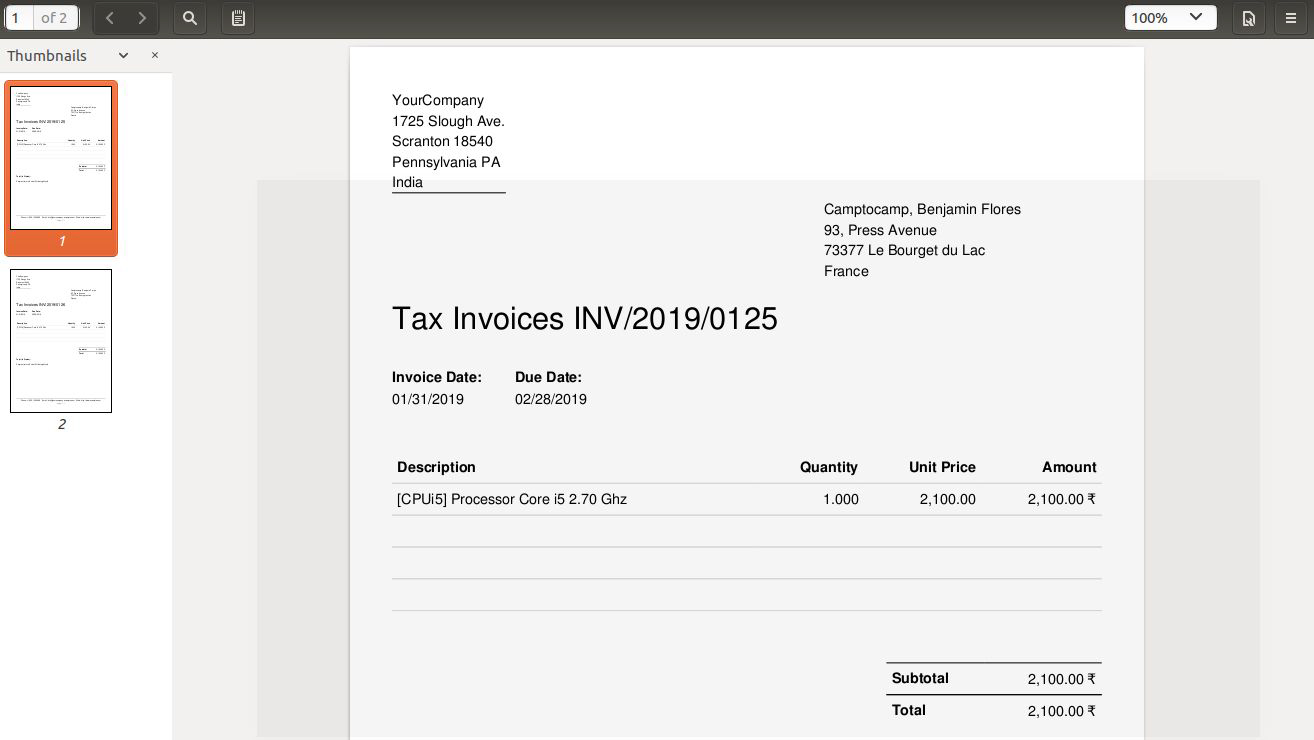 1 of 2
100%
Thumbnails
1
2
YourCompany
1725 Slough Ave.
Scranton 18540
Pennsylvania PA
India
Camptocamp, Benjamin Flores
93, Press Avenue
73377 Le Bourget du Lac
France
Tax Invoices INV/2019/0125
Invoice Date: Due Date:
01/31/2019 02/28/2019
Description Quantity Unit Price Amount
[CPUi5] Processor Core i5 2.70 Ghz 1.000 2,100.00 2,100.00 ₹
Subtotal 2,100.00 ₹
Total 2,100.00 ₹